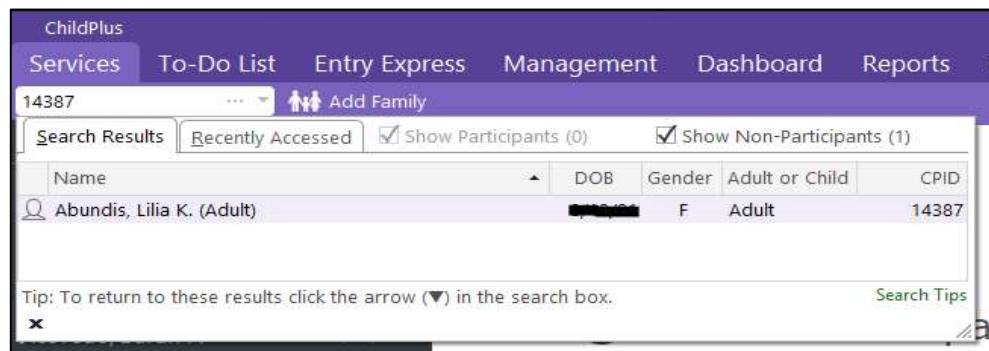 ChildPlus
Services To-Do List Entry Express Management Dashboard Reports
14387 ... Add Family
Search Results Recently Accessed Show Participants (0) Show Non-Participants (1)
Name DOB Gender Adult or Child CPID
Abundis, Lilia K. (Adult) F Adult 14387
Tip: To return to these results click the arrow (▼) in the search box. Search Tips